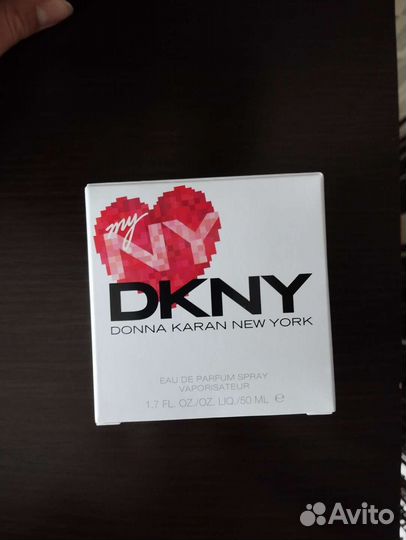 my
NY
DKNY
DONNA KARAN NEW YORK
EAU DE PARFUM SPRAY
VAPORISATEUR
1.7 FL. OZ./OZ. LIQ./50 ML ℮
Avito